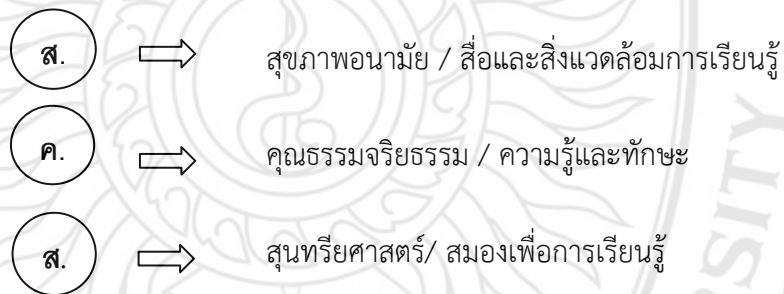 ส. สุขภาพอนามัย / สื่อและสิ่งแวดล้อมการเรียนรู้
ค. คุณธรรมจริยธรรม / ความรู้และทักษะ
ส. สุนทรียศาสตร์/ สมองเพื่อการเรียนรู้